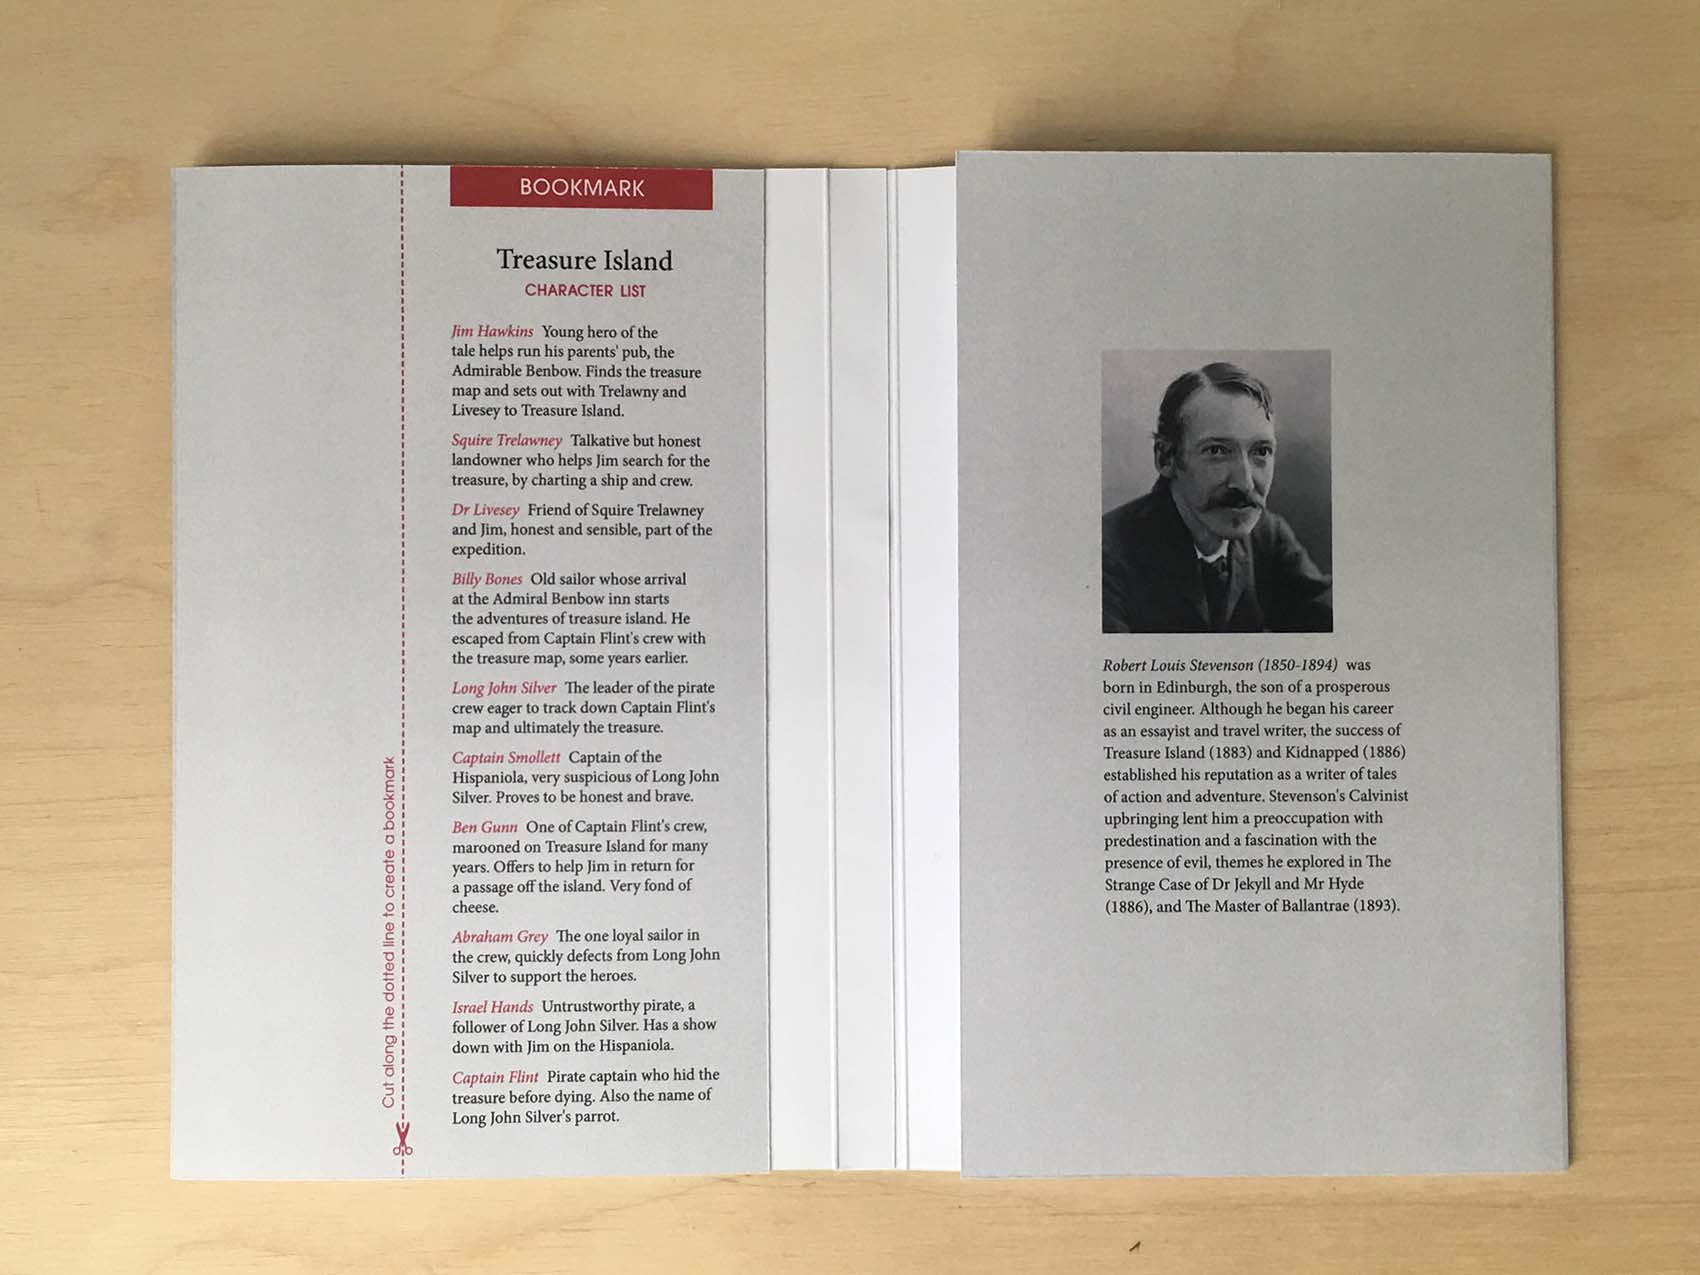 BOOKMARK
Treasure Island
CHARACTER LIST
Jim Hawkins Young hero of the
tale helps run his parents' pub, the
Admirable Benbow. Finds the treasure
map and sets out with Trelawny and
Livesey to Treasure Island.
Squire Trelawney Talkative but honest
landowner who helps Jim search for the
treasure, by charting a ship and crew.
Dr Livesey Friend of Squire Trelawney
and Jim, honest and sensible, part of the
expedition.
Billy Bones Old sailor whose arrival
at the Admiral Benbow inn starts
the adventures of treasure island. He
escaped from Captain Flint's crew with
the treasure map, some years earlier.
Long John Silver The leader of the pirate
crew eager to track down Captain Flint's
map and ultimately the treasure.
Captain Smollett Captain of the
Hispaniola, very suspicious of Long John
Silver. Proves to be honest and brave.
Ben Gunn One of Captain Flint's crew,
marooned on Treasure Island for many
years. Offers to help Jim in return for
a passage off the island. Very fond of
cheese.
Abraham Grey The one loyal sailor in
the crew, quickly defects from Long John
Silver to support the heroes.
Israel Hands Untrustworthy pirate, a
follower of Long John Silver. Has a show
down with Jim on the Hispaniola.
Captain Flint Pirate captain who hid the
treasure before dying. Also the name of
Long John Silver's parrot.
Cut along the dotted line to create a bookmark
Robert Louis Stevenson (1850-1894) was
born in Edinburgh, the son of a prosperous
civil engineer. Although he began his career
as an essayist and travel writer, the success of
Treasure Island (1883) and Kidnapped (1886)
established his reputation as a writer of tales
of action and adventure. Stevenson's Calvinist
upbringing lent him a preoccupation with
predestination and a fascination with the
presence of evil, themes he explored in The
Strange Case of Dr Jekyll and Mr Hyde
(1886), and The Master of Ballantrae (1893).